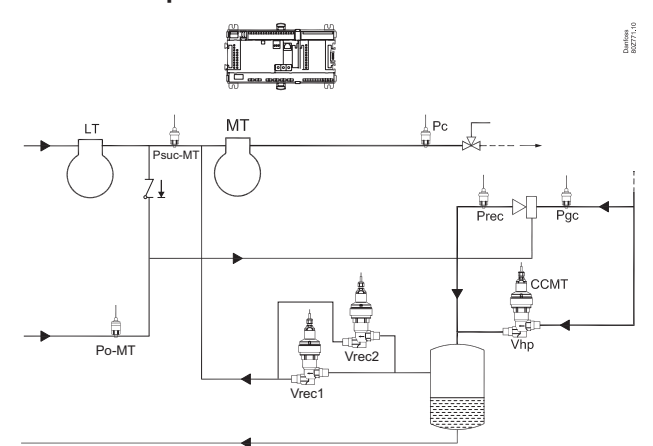 Danfoss
80Z771.10
LT
MT
Pc
Psuc-MT
Prec
Pgc
CCMT
Po-MT
Vrec2
Vhp
Vrec1